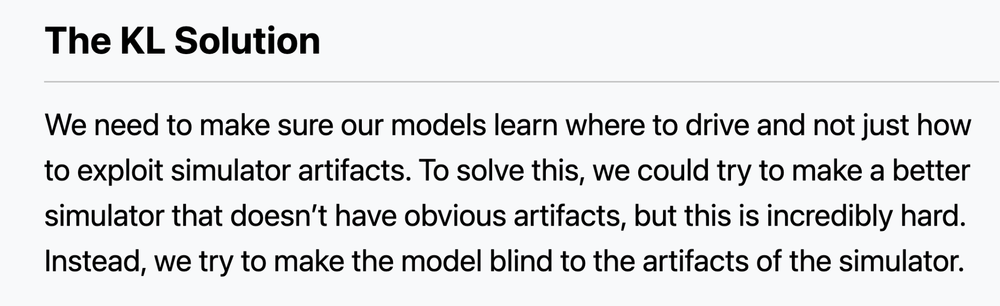 The KL Solution
We need to make sure our models learn where to drive and not just how
to exploit simulator artifacts. To solve this, we could try to make a better
simulator that doesn’t have obvious artifacts, but this is incredibly hard.
Instead, we try to make the model blind to the artifacts of the simulator.